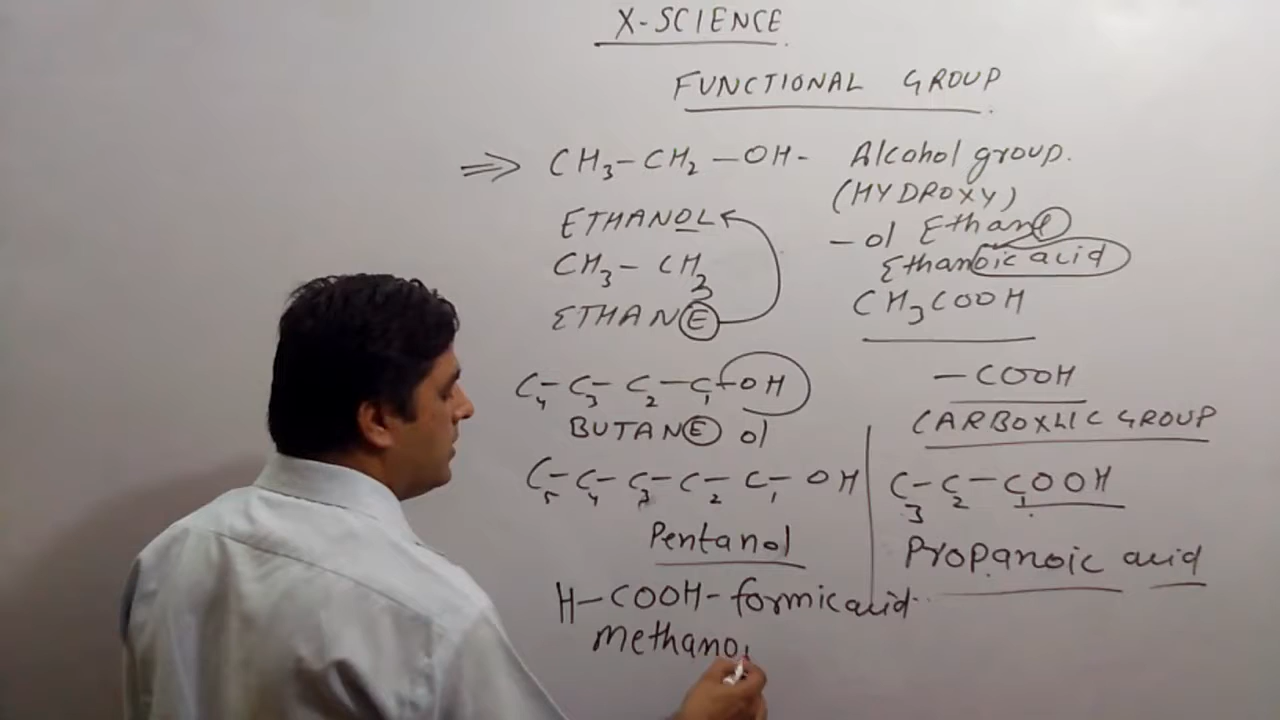 X-SCIENCE
FUNCTIONAL GROUP
⇒ CH3-CH2-OH- Alcohol group.
(HYDROXY)
ETHANOL
-ol Ethane
CH3-CH3
Ethanoic acid
ETHANE
CH3COOH
C4-C3-C2-C1-OH
-COOH
BUTANE ol
CARBOXLIC GROUP
C5-C4-C3-C2-C1-OH
C3-C2-C1OOH
Pentanol
Propanoic acid
H-COOH-formic acid
methano